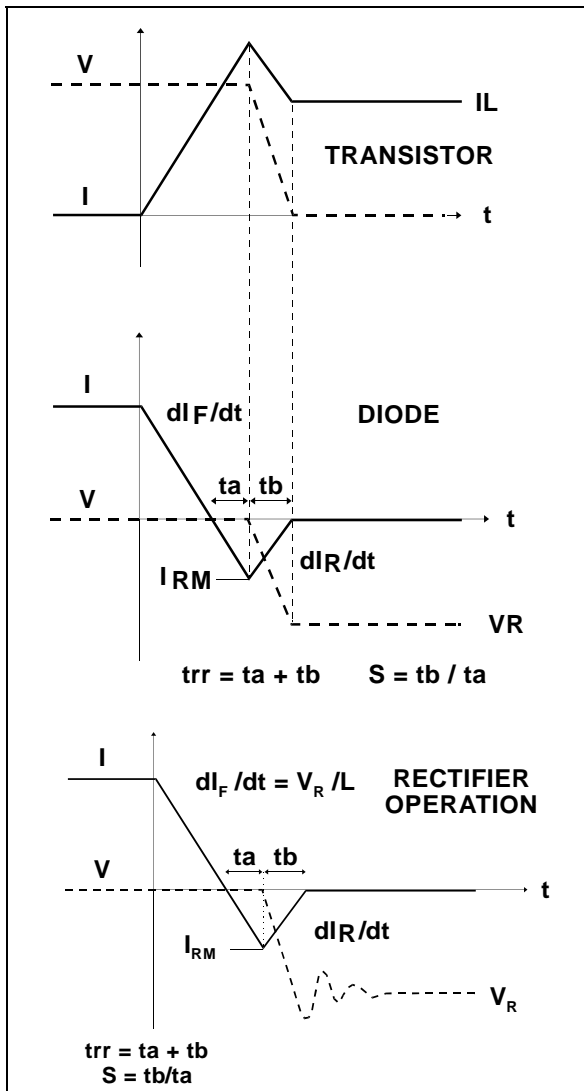 V
IL
TRANSISTOR
I
t
I
dIF/dt
DIODE
ta tb
V
t
IRM
dIR/dt
VR
trr = ta + tb S = tb / ta
I
dIF/dt = VR/L
RECTIFIER
OPERATION
ta tb
V
t
IRM
dIR/dt
VR
trr = ta + tb
S = tb/ta